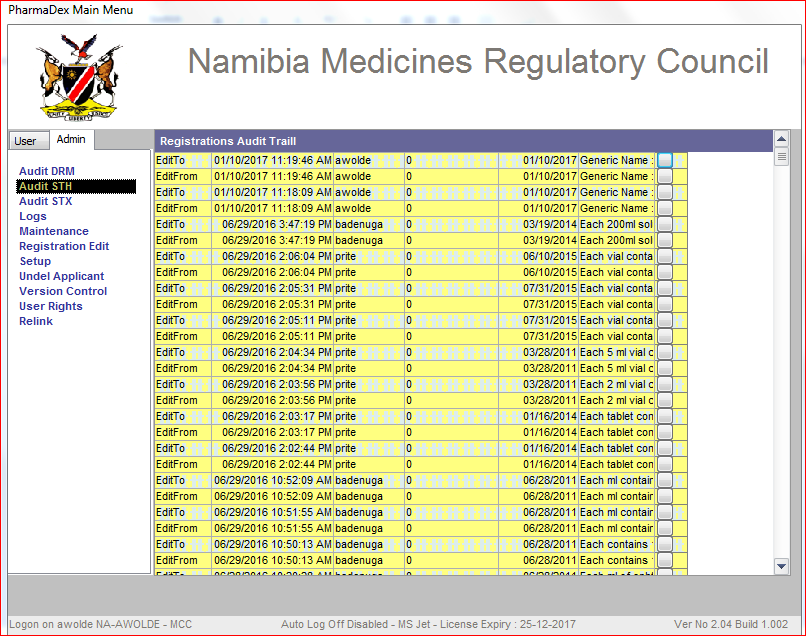 PharmaDex Main Menu
Namibia Medicines Regulatory Council
User
Admin
Registrations Audit Traill
Audit DRM
Audit STH
Audit STX
Logs
Maintenance
Registration Edit
Setup
Undel Applicant
Version Control
User Rights
Relink
EditTo 01/10/2017 11:19:46 AM awolde 0 01/10/2017 Generic Name :
EditFrom 01/10/2017 11:19:46 AM awolde 0 01/10/2017 Generic Name :
EditTo 01/10/2017 11:18:09 AM awolde 0 01/10/2017 Generic Name :
EditFrom 01/10/2017 11:18:09 AM awolde 0 01/10/2017 Generic Name :
EditTo 06/29/2016 3:47:19 PM badenuga 0 03/19/2014 Each 200ml sol
EditFrom 06/29/2016 3:47:19 PM badenuga 0 03/19/2014 Each 200ml sol
EditTo 06/29/2016 2:06:04 PM prite 0 06/10/2015 Each vial conta
EditFrom 06/29/2016 2:06:04 PM prite 0 06/10/2015 Each vial conta
EditTo 06/29/2016 2:05:31 PM prite 0 07/31/2015 Each vial conta
EditFrom 06/29/2016 2:05:31 PM prite 0 07/31/2015 Each vial conta
EditTo 06/29/2016 2:05:11 PM prite 0 07/31/2015 Each vial conta
EditFrom 06/29/2016 2:05:11 PM prite 0 07/31/2015 Each vial conta
EditTo 06/29/2016 2:04:34 PM prite 0 03/28/2011 Each 5 ml vial c
EditFrom 06/29/2016 2:04:34 PM prite 0 03/28/2011 Each 5 ml vial c
EditTo 06/29/2016 2:03:56 PM prite 0 03/28/2011 Each 2 ml vial c
EditFrom 06/29/2016 2:03:56 PM prite 0 03/28/2011 Each 2 ml vial c
EditTo 06/29/2016 2:03:17 PM prite 0 01/16/2014 Each tablet con
EditFrom 06/29/2016 2:03:17 PM prite 0 01/16/2014 Each tablet con
EditTo 06/29/2016 2:02:44 PM prite 0 01/16/2014 Each tablet con
EditFrom 06/29/2016 2:02:44 PM prite 0 01/16/2014 Each tablet con
EditTo 06/29/2016 10:52:09 AM badenuga 0 06/28/2011 Each ml contain
EditFrom 06/29/2016 10:52:09 AM badenuga 0 06/28/2011 Each ml contain
EditTo 06/29/2016 10:51:55 AM badenuga 0 06/28/2011 Each ml contain
EditFrom 06/29/2016 10:51:55 AM badenuga 0 06/28/2011 Each ml contain
EditTo 06/29/2016 10:50:13 AM badenuga 0 06/28/2011 Each contains
EditFrom 06/29/2016 10:50:13 AM badenuga 0 06/28/2011 Each contains
Logon on awolde NA-AWOLDE - MCC
Auto Log Off Disabled - MS Jet - License Expiry : 25-12-2017
Ver No 2.04 Build 1.002